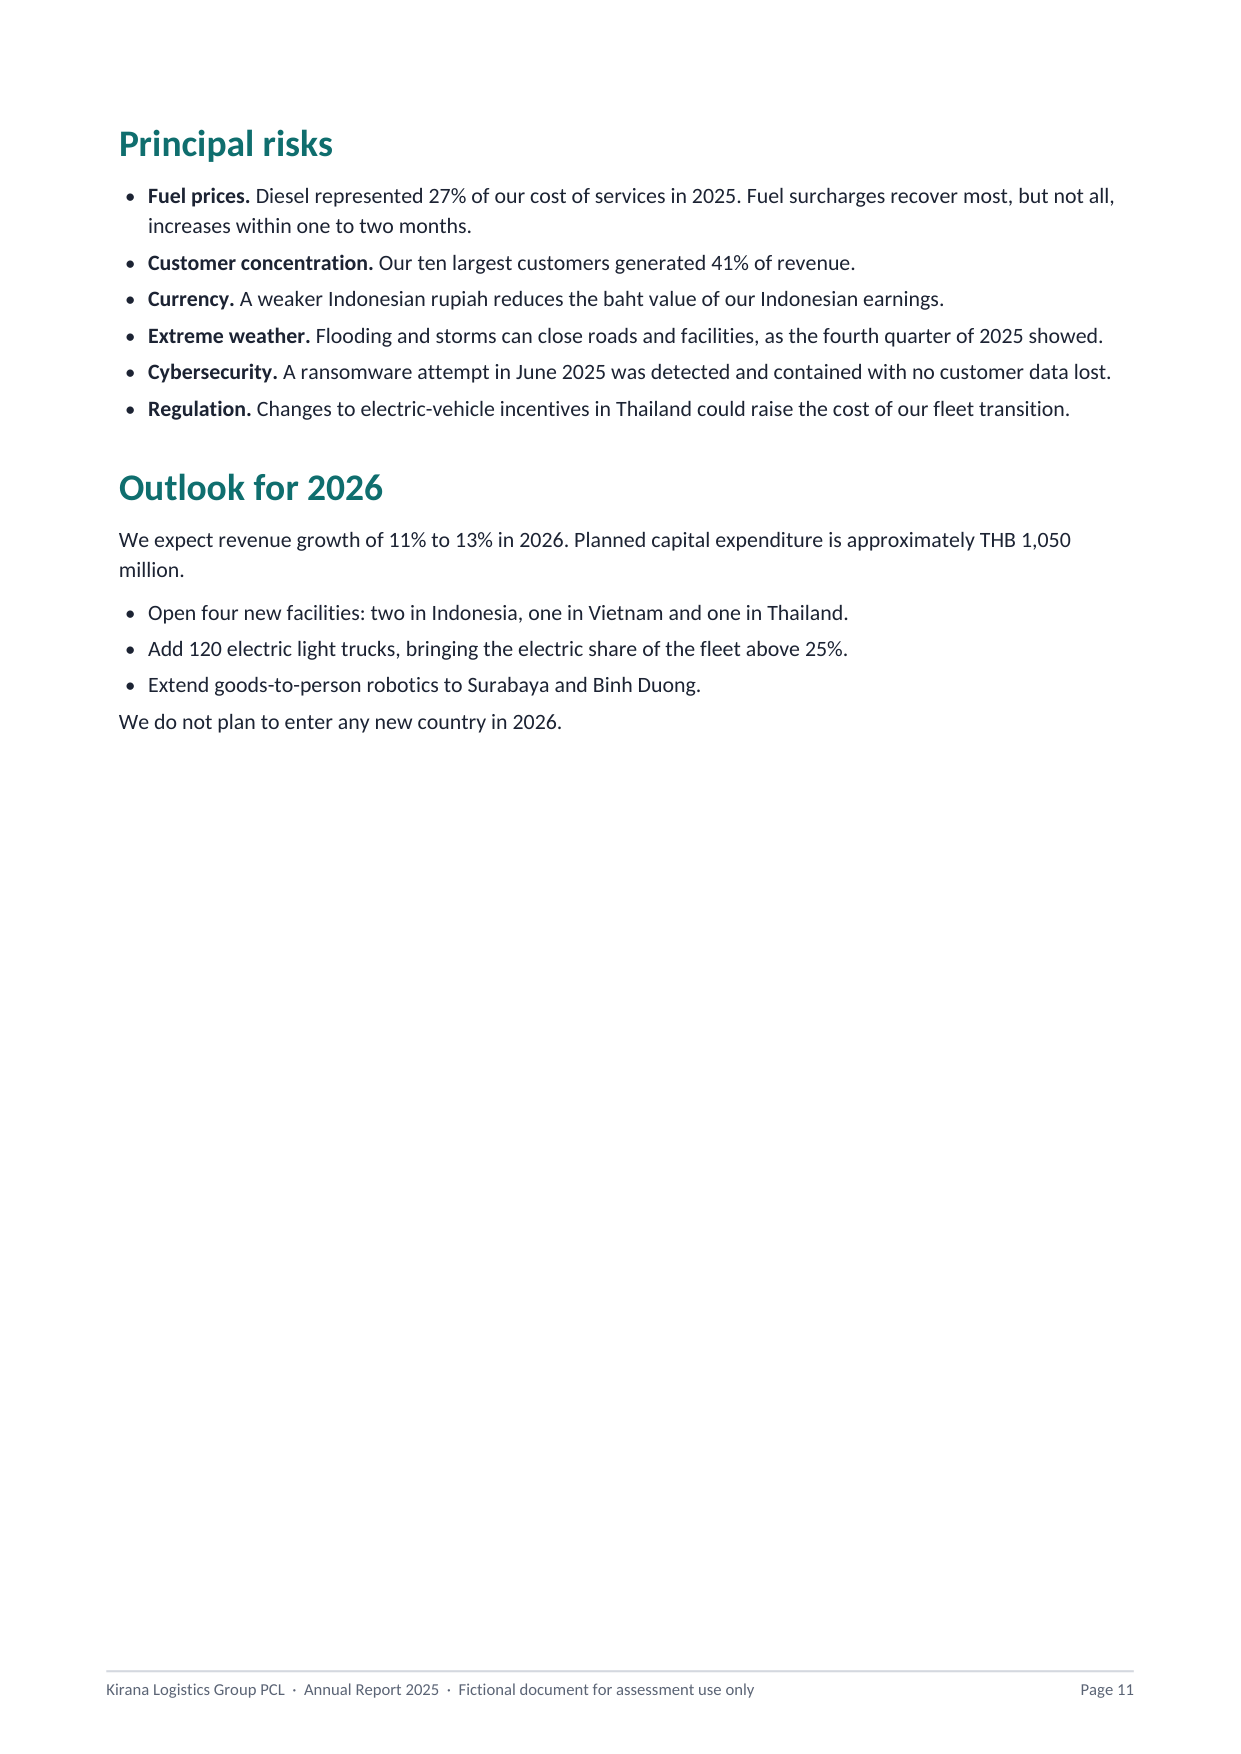 Principal risks
• Fuel prices. Diesel represented 27% of our cost of services in 2025. Fuel surcharges recover most, but not all,
increases within one to two months.
• Customer concentration. Our ten largest customers generated 41% of revenue.
• Currency. A weaker Indonesian rupiah reduces the baht value of our Indonesian earnings.
• Extreme weather. Flooding and storms can close roads and facilities, as the fourth quarter of 2025 showed.
• Cybersecurity. A ransomware attempt in June 2025 was detected and contained with no customer data lost.
• Regulation. Changes to electric-vehicle incentives in Thailand could raise the cost of our fleet transition.
Outlook for 2026
We expect revenue growth of 11% to 13% in 2026. Planned capital expenditure is approximately THB 1,050
million.
• Open four new facilities: two in Indonesia, one in Vietnam and one in Thailand.
• Add 120 electric light trucks, bringing the electric share of the fleet above 25%.
• Extend goods-to-person robotics to Surabaya and Binh Duong.
We do not plan to enter any new country in 2026.
Kirana Logistics Group PCL · Annual Report 2025 · Fictional document for assessment use only Page 11